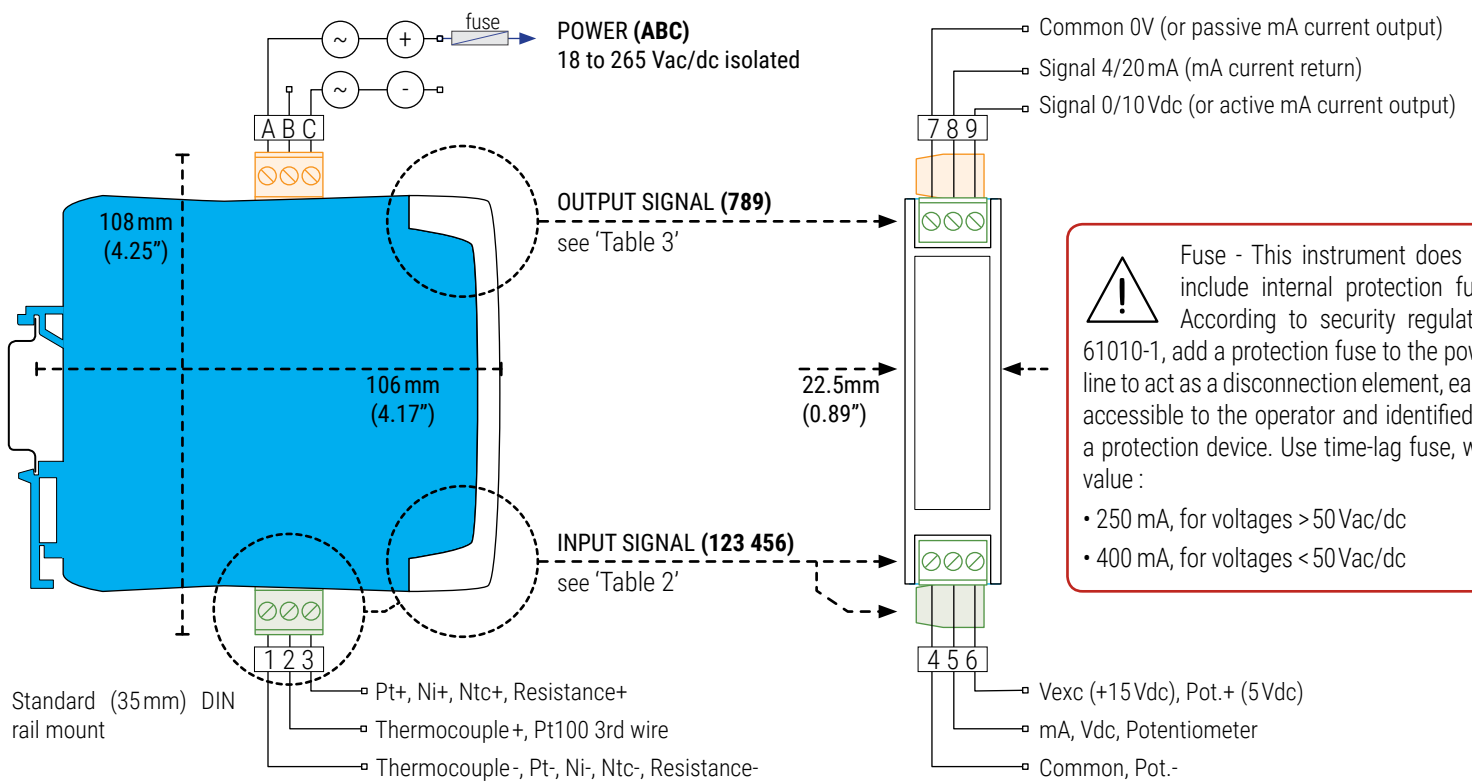 fuse
~ +
POWER (ABC)
18 to 265 Vac/dc isolated
~ -
A B C
Common 0V (or passive mA current output)
Signal 4/20 mA (mA current return)
Signal 0/10 Vdc (or active mA current output)
7 8 9
108 mm
(4.25”)
OUTPUT SIGNAL (789)
see ‘Table 3’
106 mm
(4.17”)
22.5mm
(0.89”)
! Fuse - This instrument does
include internal protection
According to security
61010-1, add a protection fuse to the
line to act as a disconnection element,
accessible to the operator and identified
a protection device. Use time-lag fuse,
value :
• 250 mA, for voltages > 50 Vac/dc
• 400 mA, for voltages < 50 Vac/dc
INPUT SIGNAL (123 456)
see ‘Table 2’
1 2 3
4 5 6
Standard (35 mm) DIN
rail mount
Pt+, Ni+, Ntc+, Resistance+
Thermocouple +, Pt100 3rd wire
Thermocouple -, Pt-, Ni-, Ntc-, Resistance-
Vexc (+15 Vdc), Pot.+ (5 Vdc)
mA, Vdc, Potentiometer
Common, Pot.-